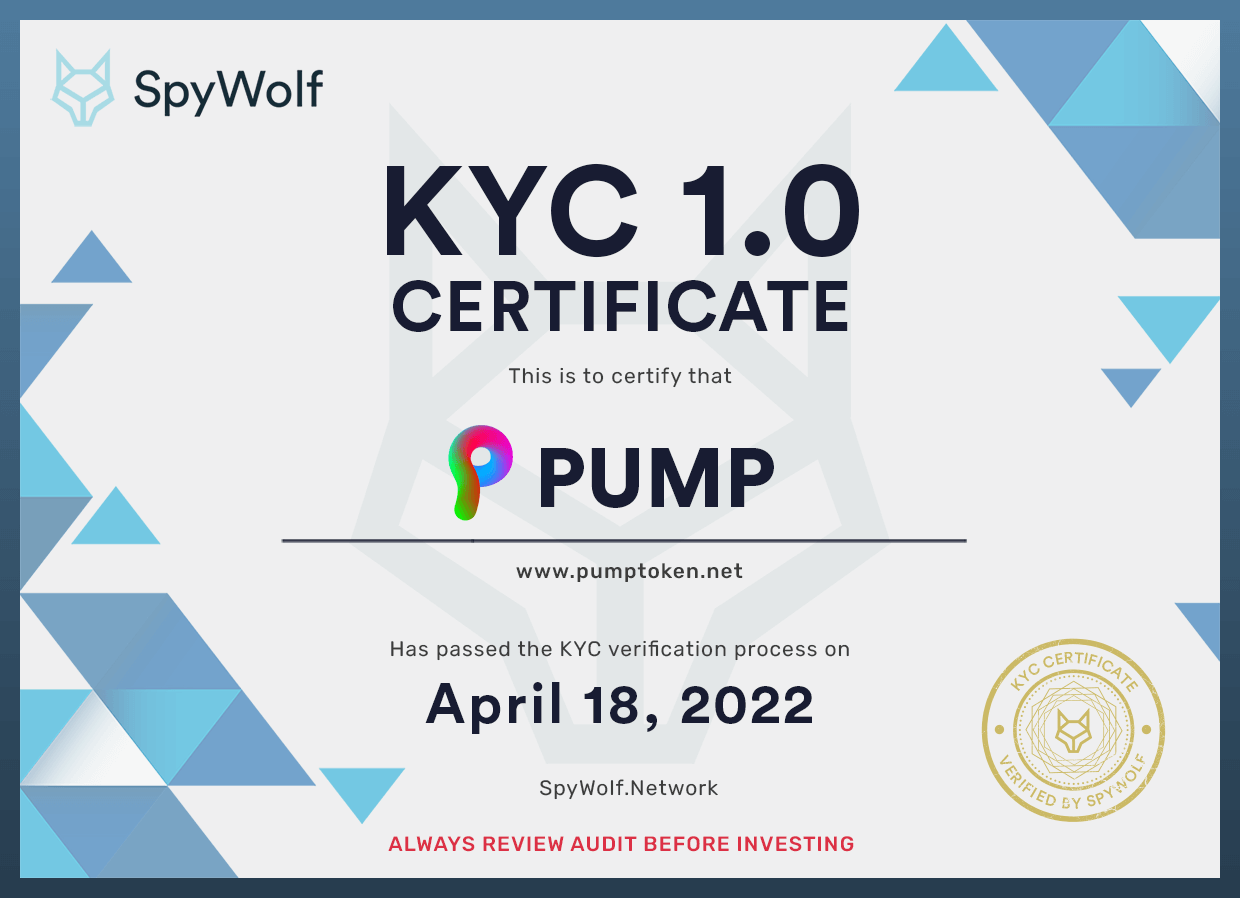 SpyWolf
KYC 1.0
CERTIFICATE
This is to certify that
PUMP
www.pumptoken.net
Has passed the KYC verification process on
April 18, 2022
SpyWolf.Network
ALWAYS REVIEW AUDIT BEFORE INVESTING
KYC CERTIFICATE
VERIFIED BY SPYWOLF